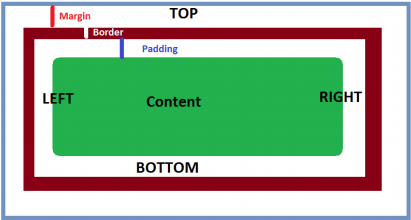 TOP
Margin
Border
Padding
LEFT
Content
RIGHT
BOTTOM